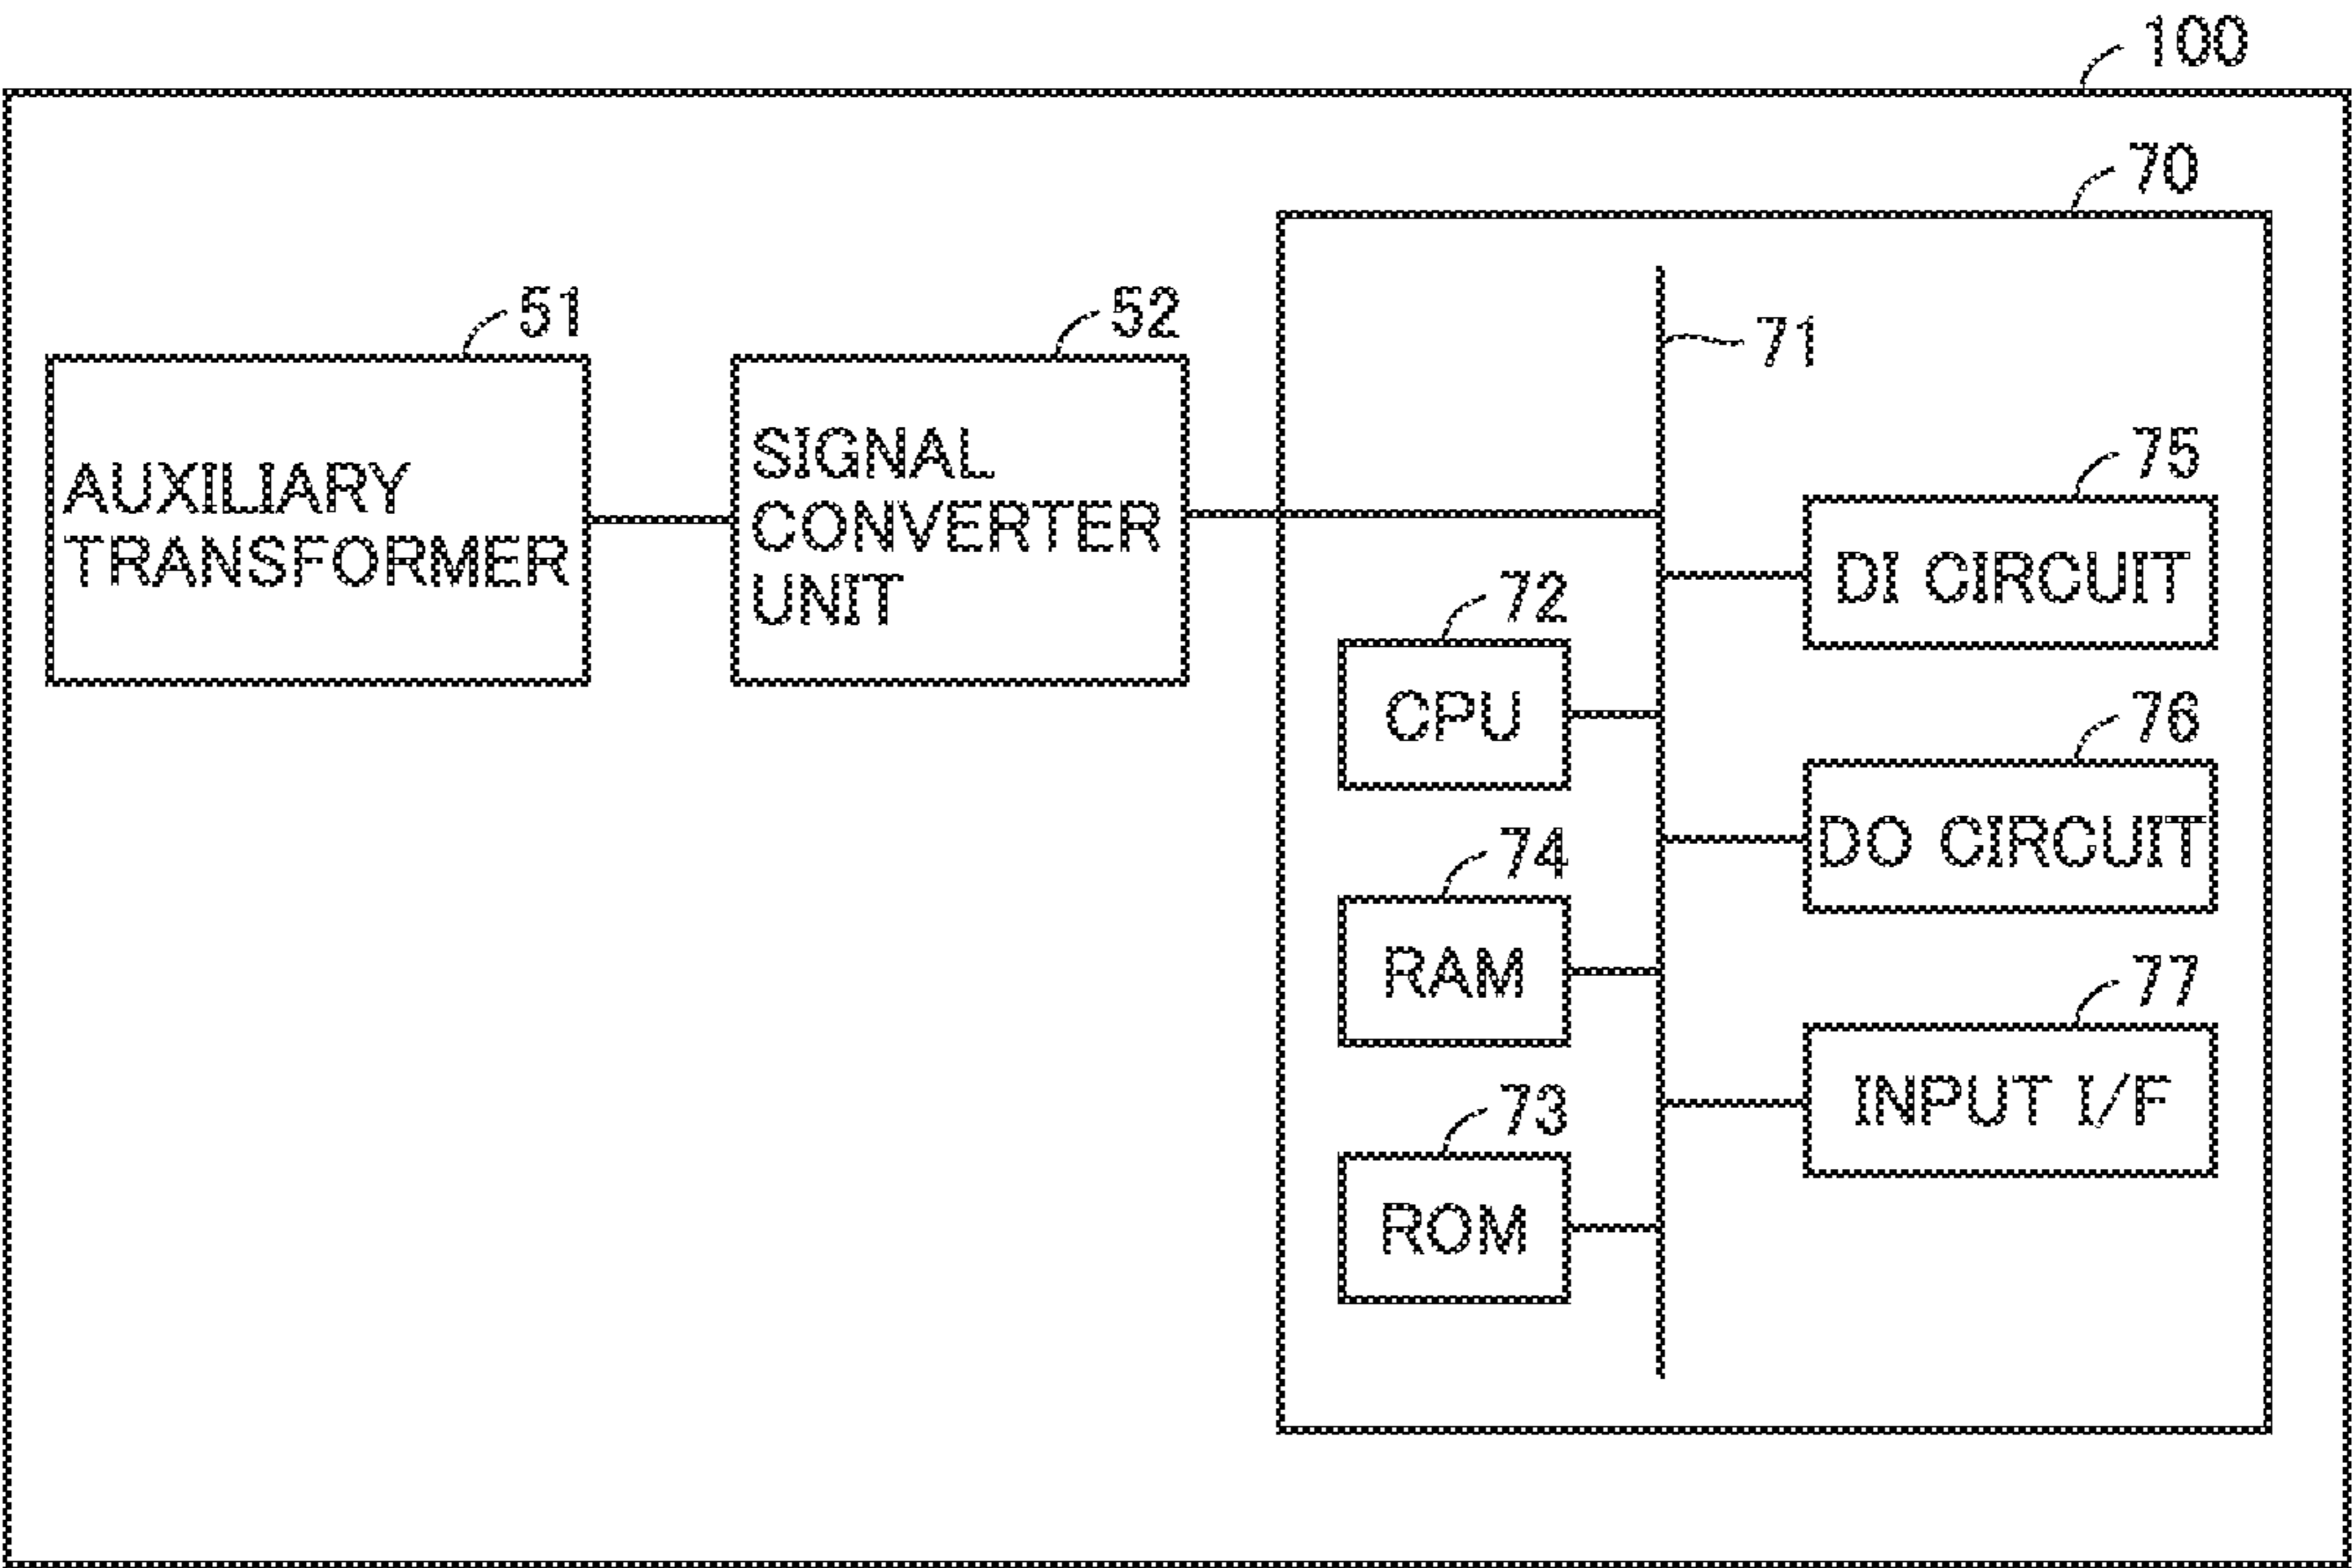 100
70
51
AUXILIARY
TRANSFORMER
52
SIGNAL
CONVERTER
UNIT
71
72
CPU
74
RAM
73
ROM
75
DI CIRCUIT
76
DO CIRCUIT
77
INPUT I/F